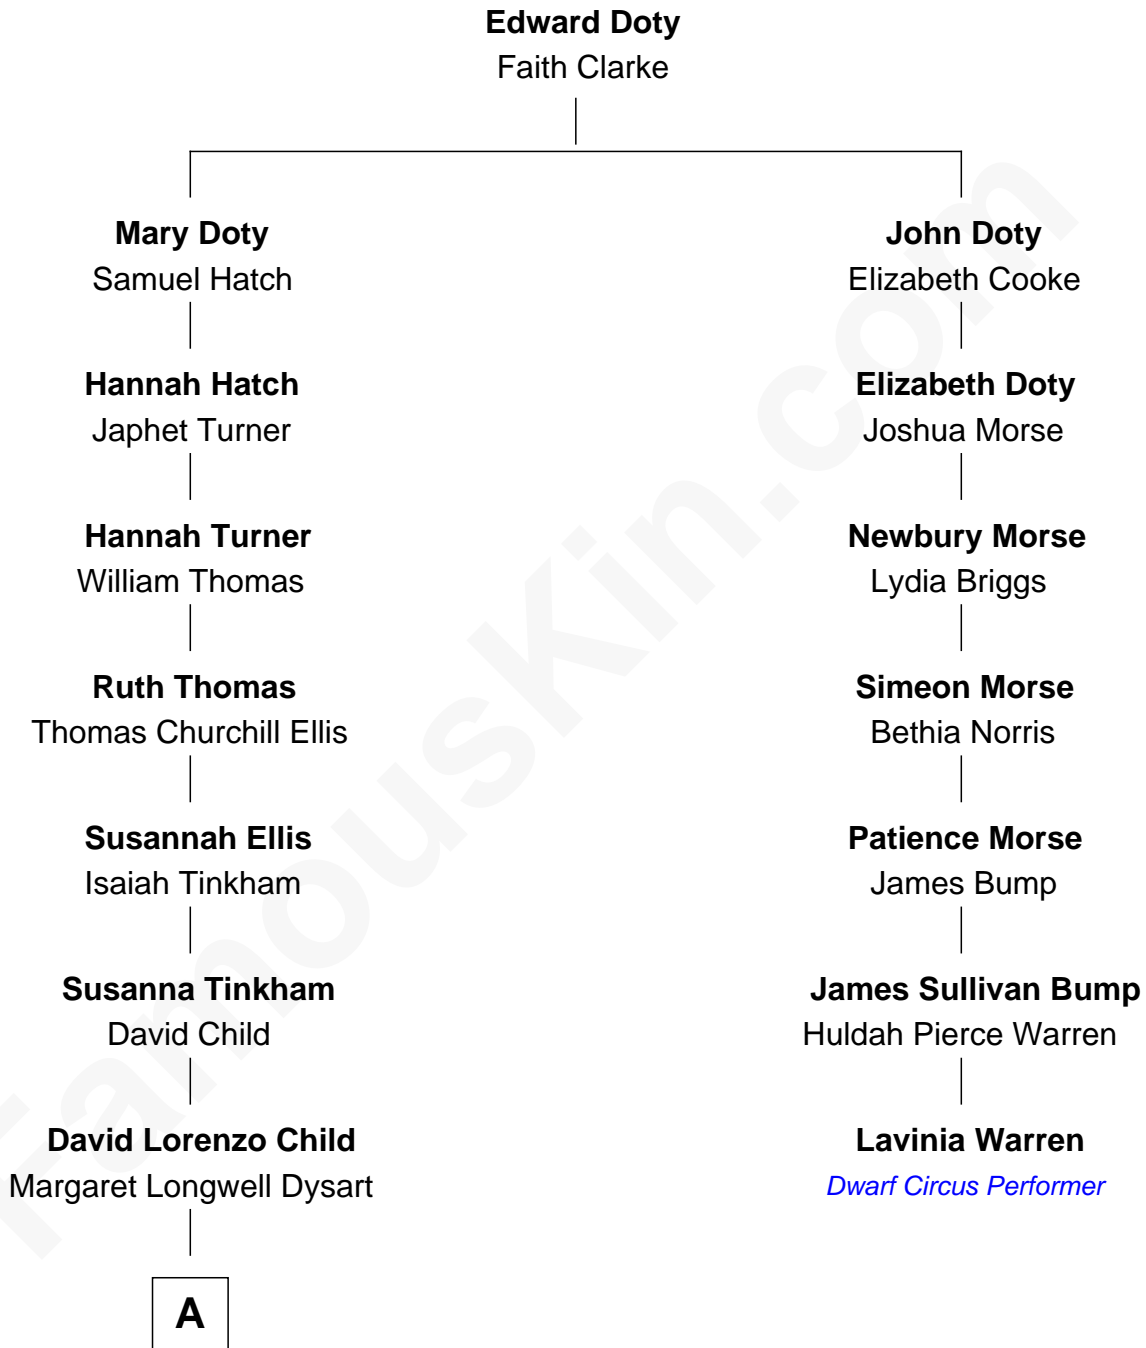 Edward Doty
Faith Clarke
Mary Doty
Samuel Hatch
John Doty
Elizabeth Cooke
Hannah Hatch
Japhet Turner
Elizabeth Doty
Joshua Morse
Hannah Turner
William Thomas
Newbury Morse
Lydia Briggs
Ruth Thomas
Thomas Churchill Ellis
Simeon Morse
Bethia Norris
Susannah Ellis
Isaiah Tinkham
Patience Morse
James Bump
Susanna Tinkham
David Child
James Sullivan Bump
Huldah Pierce Warren
David Lorenzo Child
Margaret Longwell Dysart
Lavinia Warren
Dwarf Circus Performer
A
FamousKin.com